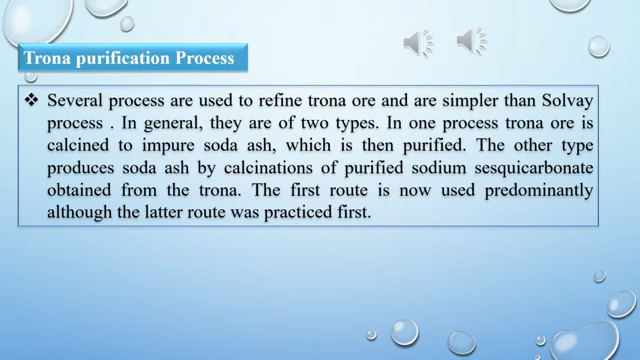 Trona purification Process
❖ Several process are used to refine trona ore and are simpler than Solvay
process . In general, they are of two types. In one process trona ore is
calcined to impure soda ash, which is then purified. The other type
produces soda ash by calcinations of purified sodium sesquicarbonate
obtained from the trona. The first route is now used predominantly
although the latter route was practiced first.